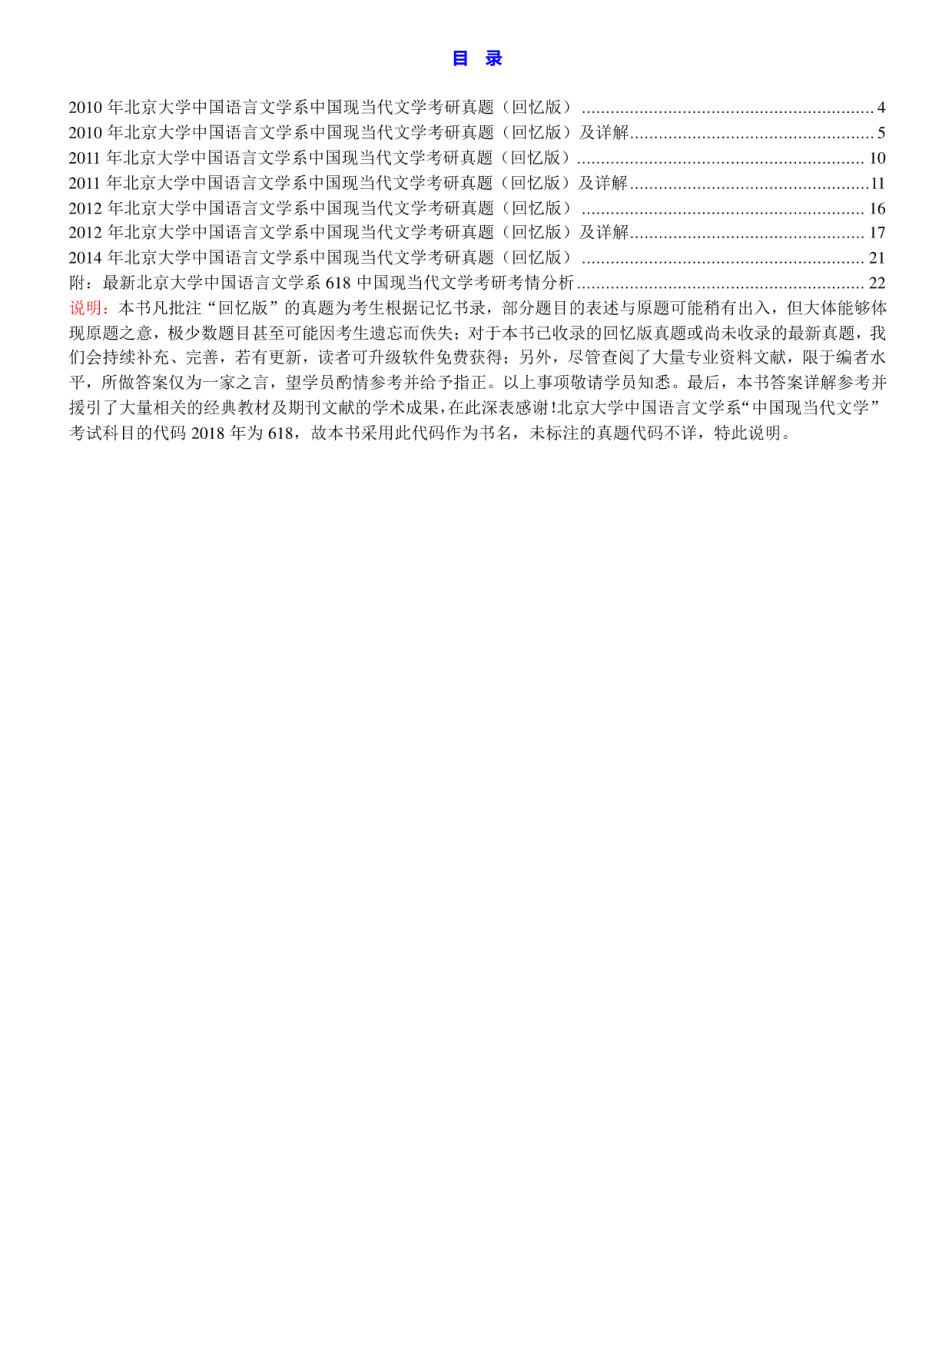 目 录
2010 年北京大学中国语言文学系中国现当代文学考研真题（回忆版） ............................................................. 4
2010 年北京大学中国语言文学系中国现当代文学考研真题（回忆版）及详解................................................... 5
2011 年北京大学中国语言文学系中国现当代文学考研真题（回忆版）............................................................ 10
2011 年北京大学中国语言文学系中国现当代文学考研真题（回忆版）及详解..................................................11
2012 年北京大学中国语言文学系中国现当代文学考研真题（回忆版） ........................................................... 16
2012 年北京大学中国语言文学系中国现当代文学考研真题（回忆版）及详解................................................. 17
2014 年北京大学中国语言文学系中国现当代文学考研真题（回忆版） ........................................................... 21
附：最新北京大学中国语言文学系 618 中国现当代文学考研考情分析............................................................ 22
说明：本书凡批注“回忆版”的真题为考生根据记忆书录，部分题目的表述与原题可能稍有出入，但大体能够体
现原题之意，极少数题目甚至可能因考生遗忘而佚失；对于本书已收录的回忆版真题或尚未收录的最新真题，我
们会持续补充、完善，若有更新，读者可升级软件免费获得；另外，尽管查阅了大量专业资料文献，限于编者水
平，所做答案仅为一家之言，望学员酌情参考并给予指正。以上事项敬请学员知悉。最后，本书答案详解参考并
援引了大量相关的经典教材及期刊文献的学术成果，在此深表感谢！北京大学中国语言文学系“中国现当代文学”
考试科目的代码 2018 年为 618，故本书采用此代码作为书名，未标注的真题代码不详，特此说明。